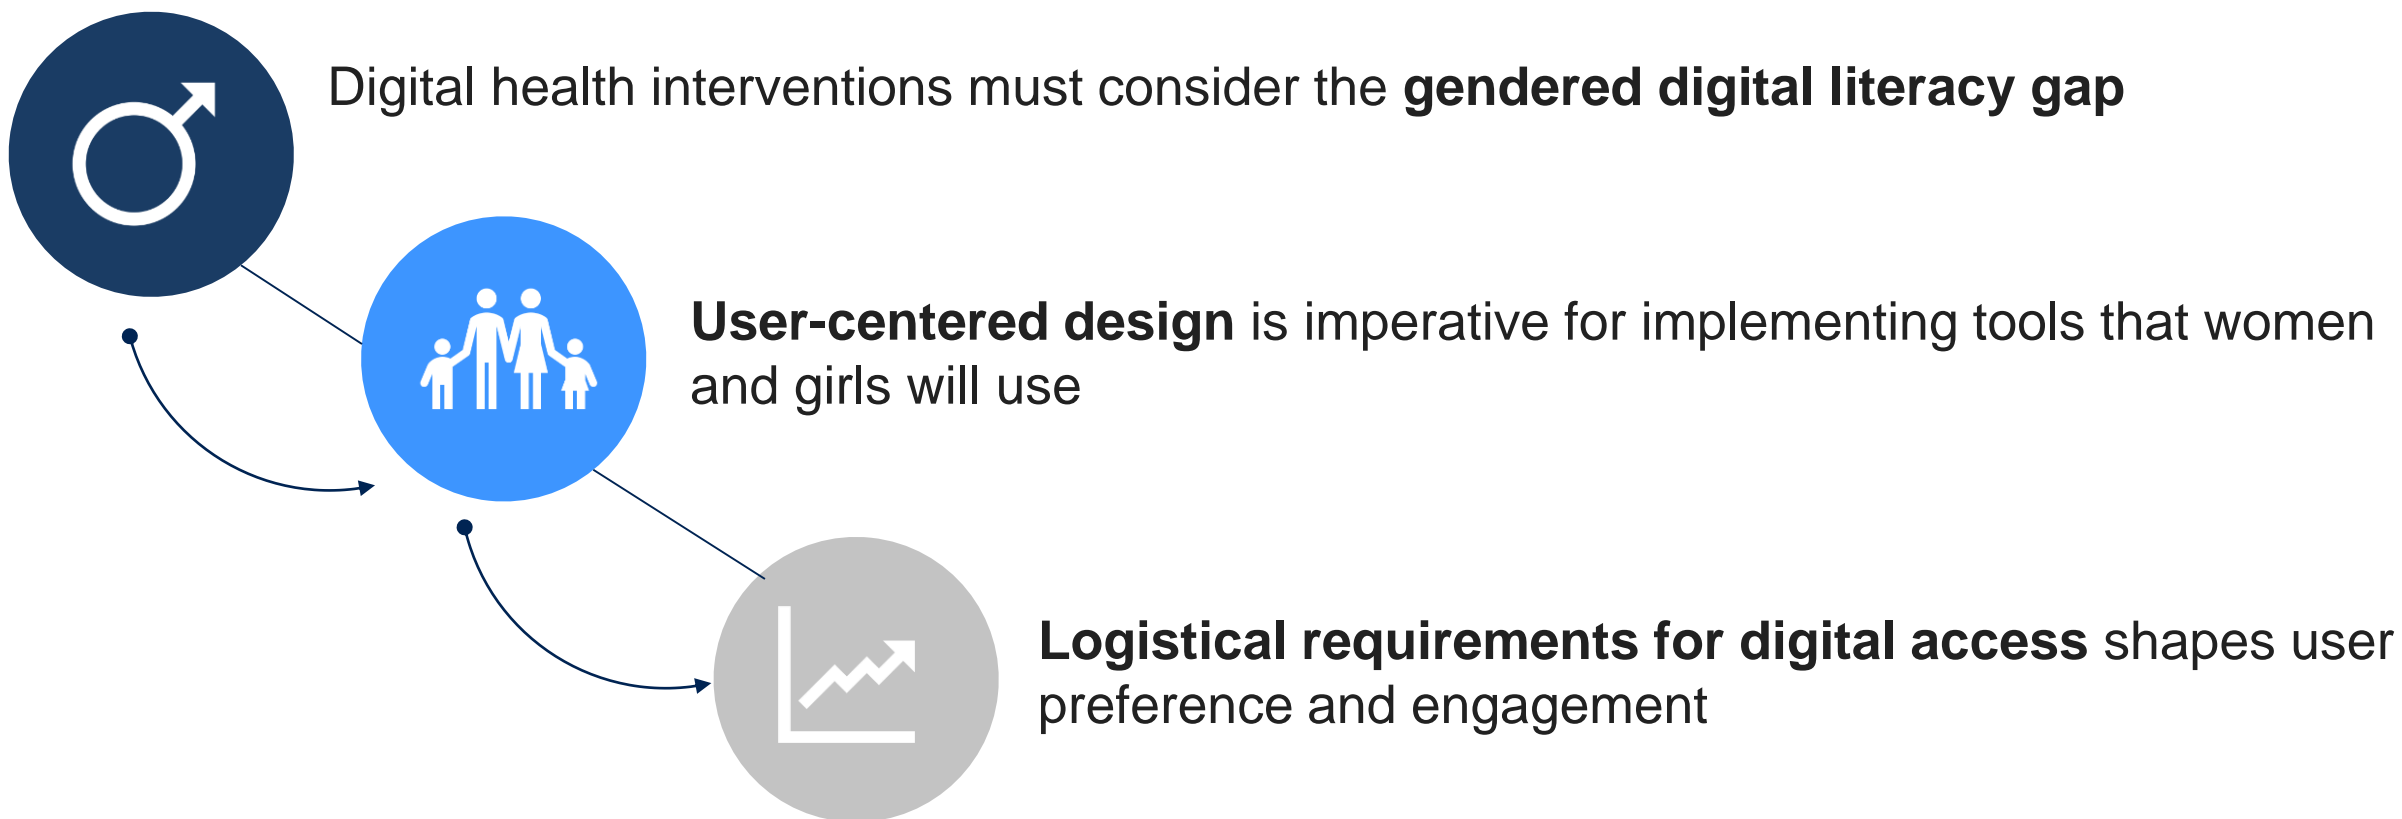 Digital health interventions must consider the gendered digital literacy gap
User-centered design is imperative for implementing tools that women
and girls will use
Logistical requirements for digital access shapes user
preference and engagement